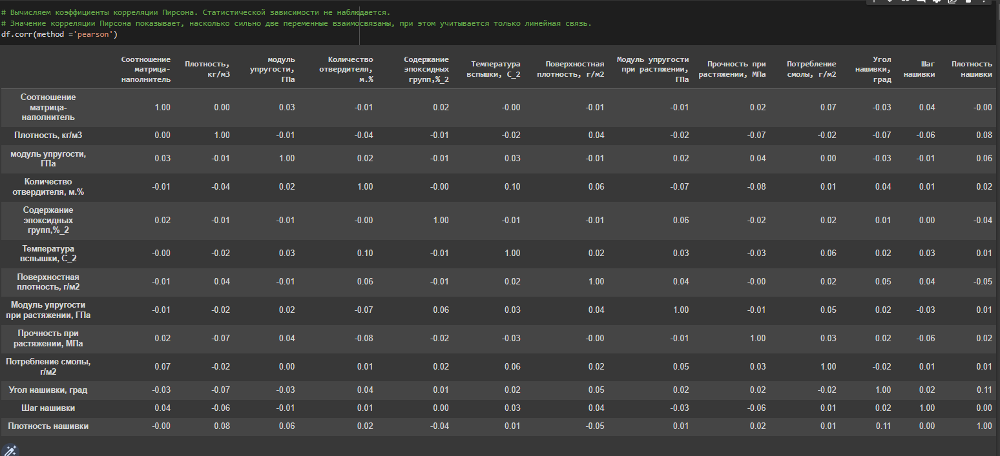 # Вычисляем коэффициенты корреляции Пирсона. Статистической зависимости не наблюдается.
# Значение корреляции Пирсона показывает, насколько сильно две переменные взаимосвязаны, при этом учитывается только линейная связь.
df.corr(method ='pearson')
Соотношение матрица-наполнитель Плотность, кг/м3 модуль упругости, ГПа Количество отвердителя, м.% Содержание эпоксидных групп,%_2 Температура вспышки, С_2 Поверхностная плотность, г/м2 Модуль упругости при растяжении, ГПа Прочность при растяжении, МПа Потребление смолы, г/м2 Угол нашивки, град Шаг нашивки Плотность нашивки
Соотношение матрица-наполнитель 1.00 0.00 0.03 -0.01 0.02 -0.00 -0.01 -0.01 0.02 0.07 -0.03 0.04 -0.00
Плотность, кг/м3 0.00 1.00 -0.01 -0.04 -0.01 -0.02 0.04 -0.02 -0.07 -0.02 -0.07 -0.06 0.08
модуль упругости, ГПа 0.03 -0.01 1.00 0.02 -0.01 0.03 -0.01 0.02 0.04 0.00 -0.03 -0.01 0.06
Количество отвердителя, м.% -0.01 -0.04 0.02 1.00 -0.00 0.10 0.06 -0.07 -0.08 0.01 0.04 0.01 0.02
Содержание эпоксидных групп,%_2 0.02 -0.01 -0.01 -0.00 1.00 -0.01 -0.01 0.06 -0.02 0.02 0.01 0.00 -0.04
Температура вспышки, С_2 -0.00 -0.02 0.03 0.10 -0.01 1.00 0.02 0.03 -0.03 0.06 0.02 0.03 0.01
Поверхностная плотность, г/м2 -0.01 0.04 -0.01 0.06 -0.01 0.02 1.00 0.04 -0.00 0.02 0.05 0.04 -0.05
Модуль упругости при растяжении, ГПа -0.01 -0.02 0.02 -0.07 0.06 0.03 0.04 1.00 -0.01 0.05 0.02 -0.03 0.01
Прочность при растяжении, МПа 0.02 -0.07 0.04 -0.08 -0.02 -0.03 -0.00 -0.01 1.00 0.03 0.02 -0.06 0.02
Потребление смолы, г/м2 0.07 -0.02 0.00 0.01 0.02 0.06 0.02 0.05 0.03 1.00 -0.02 0.01 0.01
Угол нашивки, град -0.03 -0.07 -0.03 0.04 0.01 0.02 0.05 0.02 0.02 -0.02 1.00 0.02 0.11
Шаг нашивки 0.04 -0.06 -0.01 0.01 0.00 0.03 0.04 -0.03 -0.06 0.01 0.02 1.00 0.00
Плотность нашивки -0.00 0.08 0.06 0.02 -0.04 0.01 -0.05 0.01 0.02 0.01 0.11 0.00 1.00